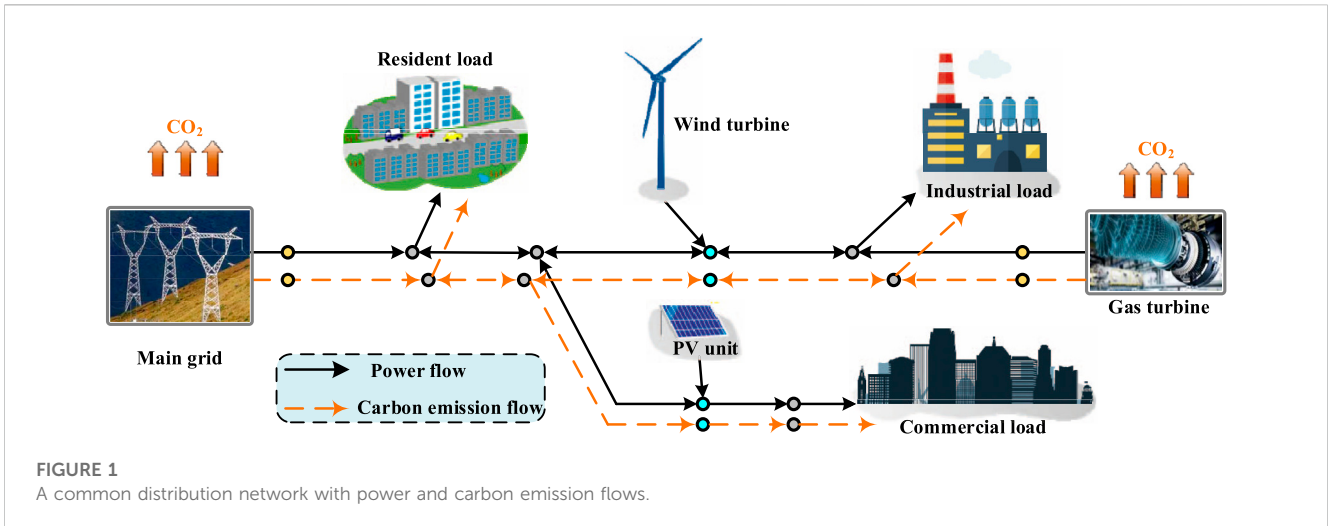 Resident load
Wind turbine
CO₂
CO₂
Industrial load
Main grid
Gas turbine
PV unit
Power flow
Carbon emission flow
Commercial load
FIGURE 1
A common distribution network with power and carbon emission flows.